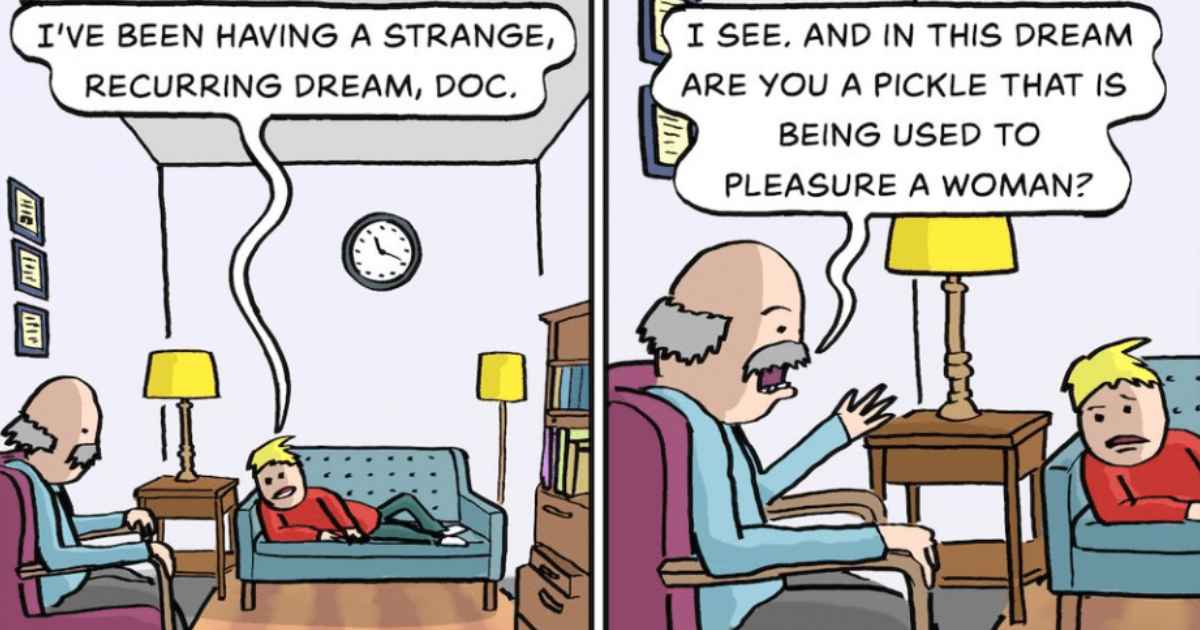 I'VE BEEN HAVING A STRANGE,
RECURRING DREAM, DOC.
I SEE. AND IN THIS DREAM
ARE YOU A PICKLE THAT IS
BEING USED TO
PLEASURE A WOMAN?